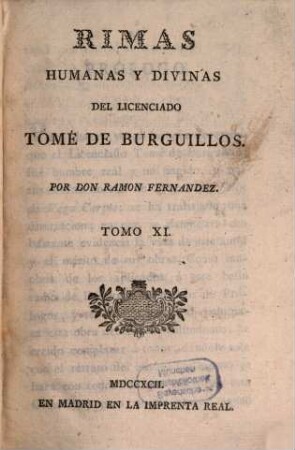 RIMAS
HUMANAS Y DIVINAS
DEL LICENCIADO
TOMÉ DE BURGUILLOS.
POR DON RAMON FERNANDEZ.
TOMO XI.
MDCCXCII.
EN MADRID EN LA IMPRENTA REAL.